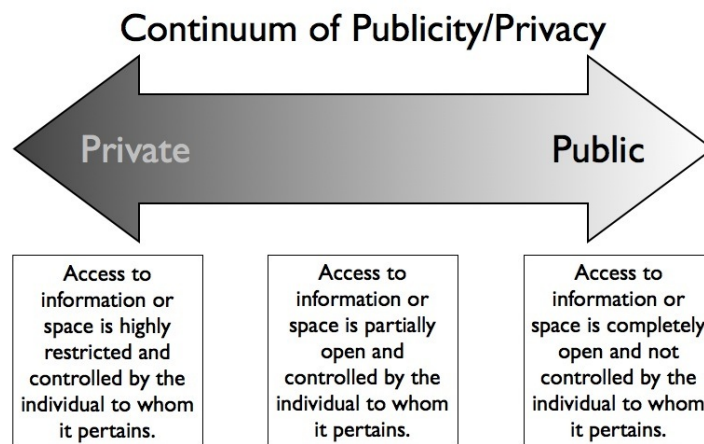 Continuum of Publicity/Privacy
Private
Public
Access to
information or
space is highly
restricted and
controlled by the
individual to whom
it pertains.
Access to
information or
space is partially
open and
controlled by the
individual to whom
it pertains.
Access to
information or
space is completely
open and not
controlled by the
individual to whom
it pertains.